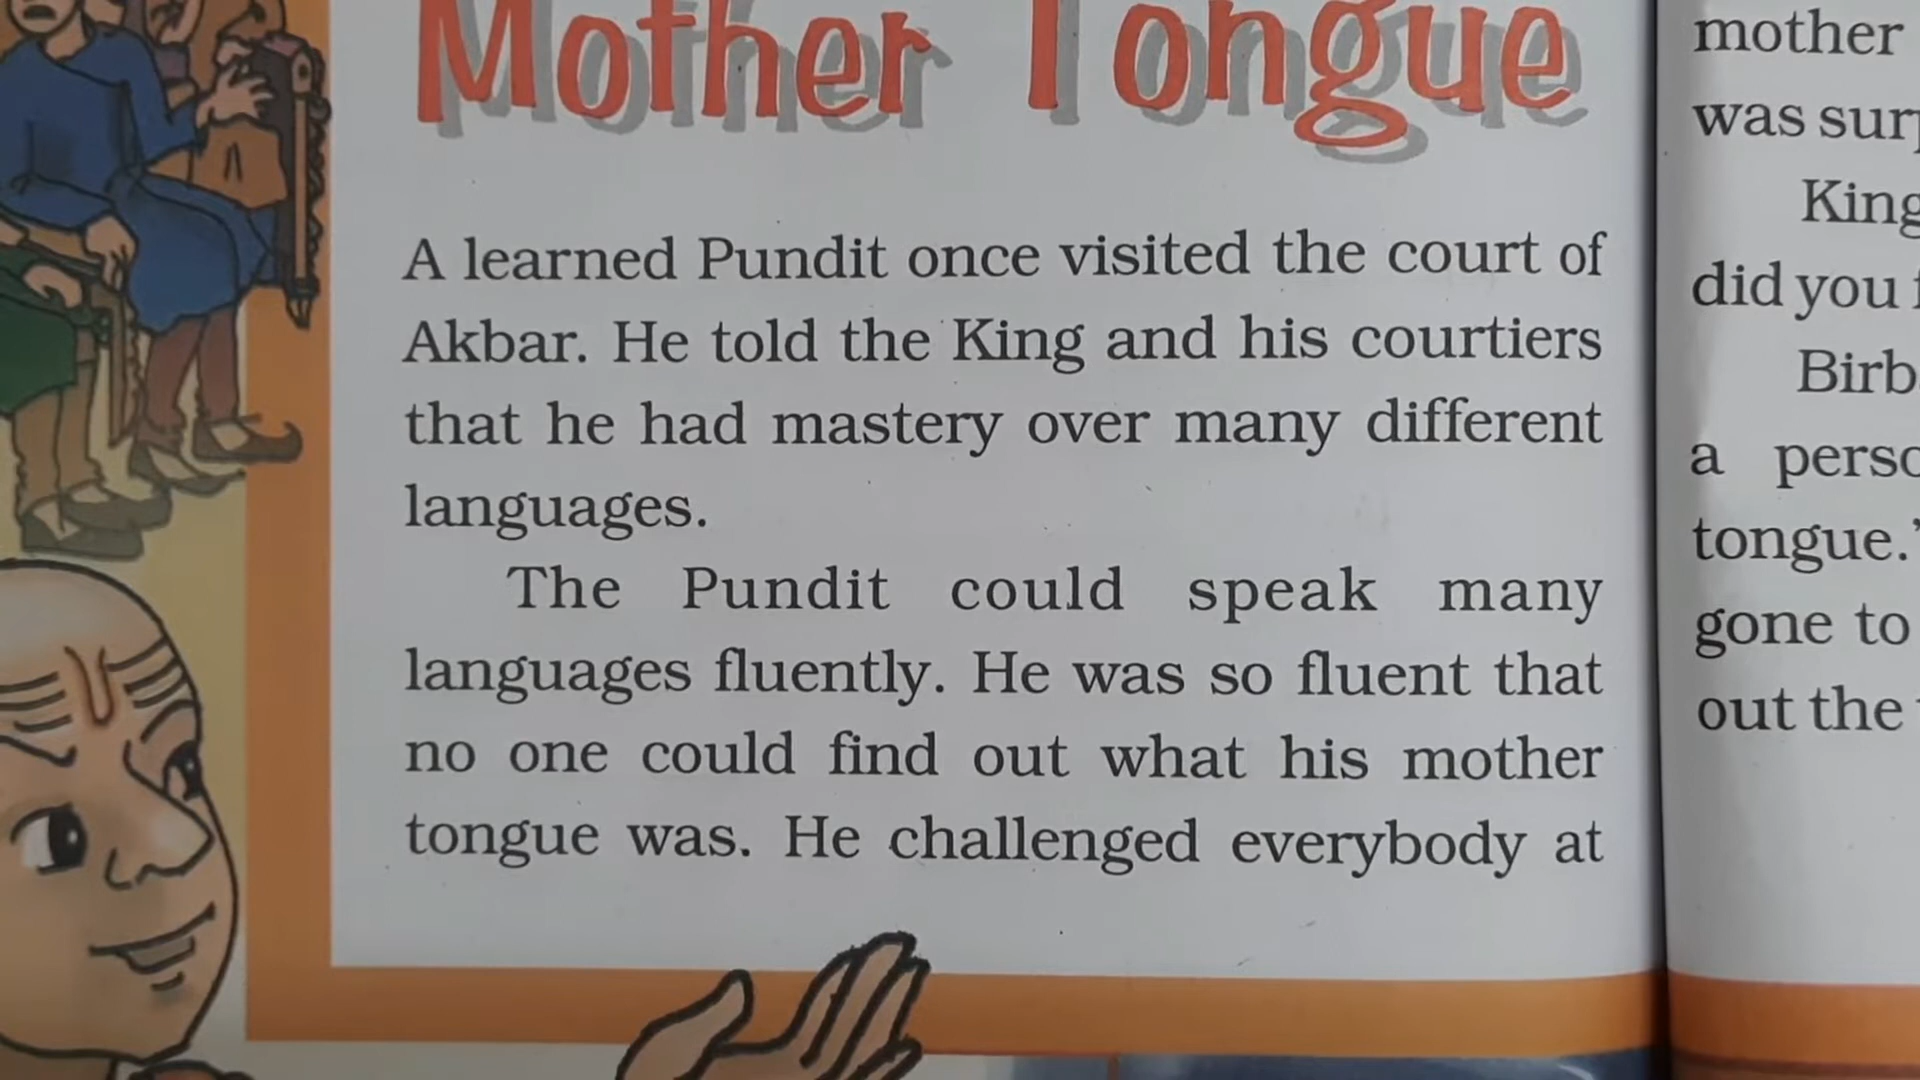 Mother Tongue
A learned Pundit once visited the court of
Akbar. He told the King and his courtiers
that he had mastery over many different
languages.
The Pundit could speak many
languages fluently. He was so fluent that
no one could find out what his mother
tongue was. He challenged everybody at
mother
was
King
did you
a
tongue.”
gone to
out the